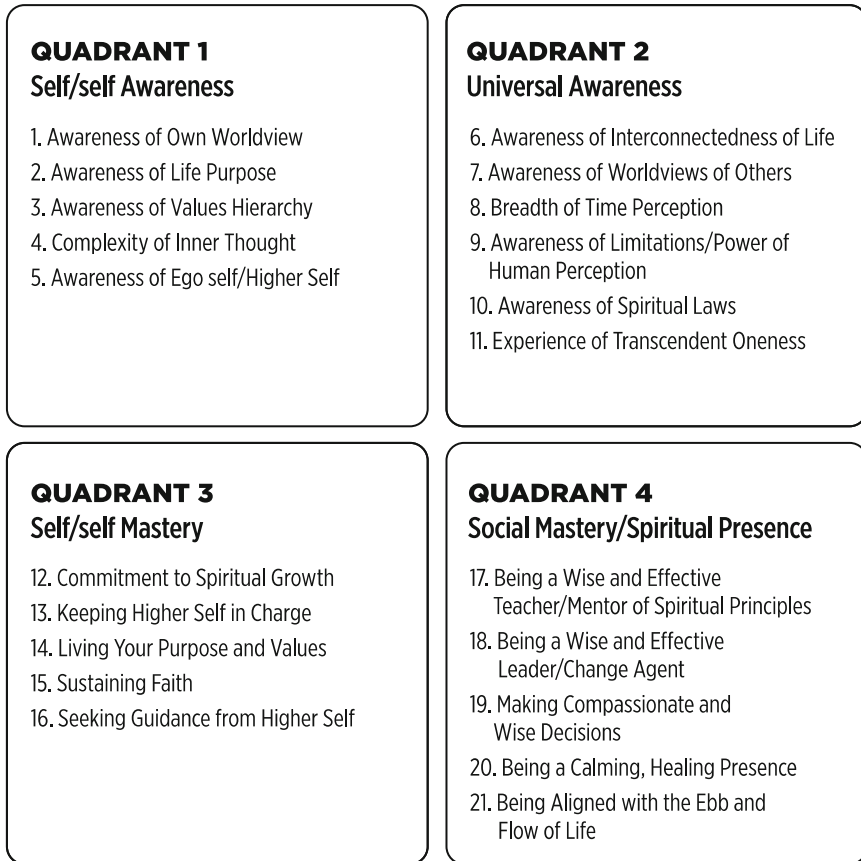 QUADRANT 1
Self/self Awareness
1. Awareness of Own Worldview
2. Awareness of Life Purpose
3. Awareness of Values Hierarchy
4. Complexity of Inner Thought
5. Awareness of Ego self/Higher Self
QUADRANT 2
Universal Awareness
6. Awareness of Interconnectedness of Life
7. Awareness of Worldviews of Others
8. Breadth of Time Perception
9. Awareness of Limitations/Power of
Human Perception
10. Awareness of Spiritual Laws
11. Experience of Transcendent Oneness
QUADRANT 3
Self/self Mastery
12. Commitment to Spiritual Growth
13. Keeping Higher Self in Charge
14. Living Your Purpose and Values
15. Sustaining Faith
16. Seeking Guidance from Higher Self
QUADRANT 4
Social Mastery/Spiritual Presence
17. Being a Wise and Effective
Teacher/Mentor of Spiritual Principles
18. Being a Wise and Effective
Leader/Change Agent
19. Making Compassionate and
Wise Decisions
20. Being a Calming, Healing Presence
21. Being Aligned with the Ebb and
Flow of Life